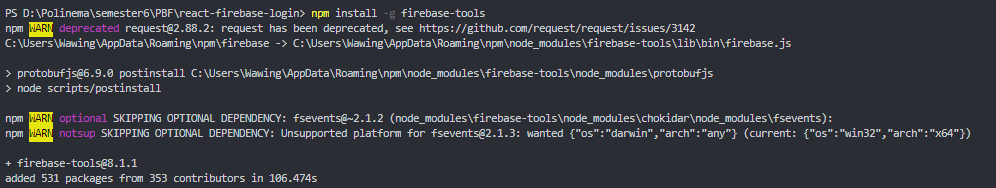 PS D:\Polinema\semester6\PBF\react-firebase-login> npm install -g firebase-tools
npm WARN deprecated request@2.88.2: request has been deprecated, see https://github.com/request/request/issues/3142
C:\Users\Wawing\AppData\Roaming\npm\firebase -> C:\Users\Wawing\AppData\Roaming\npm\node_modules\firebase-tools\lib\bin\firebase.js
> protobufjs@6.9.0 postinstall C:\Users\Wawing\AppData\Roaming\npm\node_modules\firebase-tools\node_modules\protobufjs
> node scripts/postinstall
npm WARN optional SKIPPING OPTIONAL DEPENDENCY: fsevents@~2.1.2 (node_modules\firebase-tools\node_modules\chokidar\node_modules\fsevents):
npm WARN notsup SKIPPING OPTIONAL DEPENDENCY: Unsupported platform for fsevents@2.1.3: wanted {"os":"darwin","arch":"any"} (current: {"os":"win32","arch":"x64"})
+ firebase-tools@8.1.1
added 531 packages from 353 contributors in 106.474s